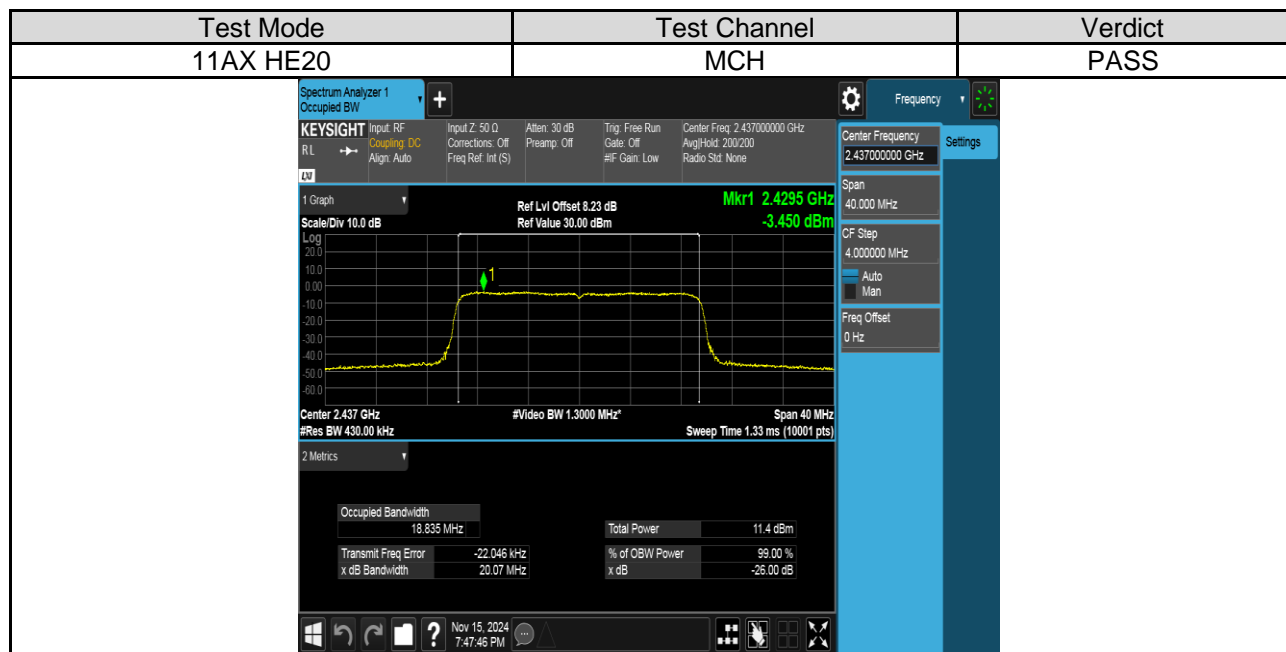 Test Mode Test Channel Verdict
11AX HE20 MCH PASS
Spectrum Analyzer 1
Occupied BW
+
Frequency
KEYSIGHT Input: RF Input Z: 50 Ω Atten: 30 dB Trig: Free Run Center Freq: 2.437000000 GHz
RL Coupling: DC Corrections: Off Preamp: Off Gate: Off Avg|Hold: 200/200
Align: Auto Freq Ref: Int (S) #IF Gain: Low Radio Std: None
LXI
Center Frequency
2.437000000 GHz
Settings
Span
40.000 MHz
CF Step
4.000000 MHz
Auto
Man
Freq Offset
0 Hz
1 Graph Ref Lvl Offset 8.23 dB Mkr1 2.4295 GHz
Scale/Div 10.0 dB Ref Value 30.00 dBm -3.450 dBm
Log
20.0
10.0
1
0.00
-10.0
-20.0
-30.0
-40.0
-50.0
-60.0
Center 2.437 GHz #Video BW 1.3000 MHz* Span 40 MHz
#Res BW 430.00 kHz Sweep Time 1.33 ms (10001 pts)
2 Metrics
Occupied Bandwidth
18.835 MHz Total Power 11.4 dBm
Transmit Freq Error -22.046 kHz % of OBW Power 99.00 %
x dB Bandwidth 20.07 MHz x dB -26.00 dB
? Nov 15, 2024
7:47:46 PM